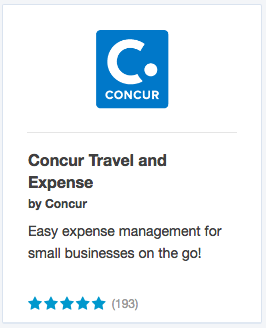 C.
CONCUR
Concur Travel and
Expense
by Concur
Easy expense management for
small businesses on the go!
(193)